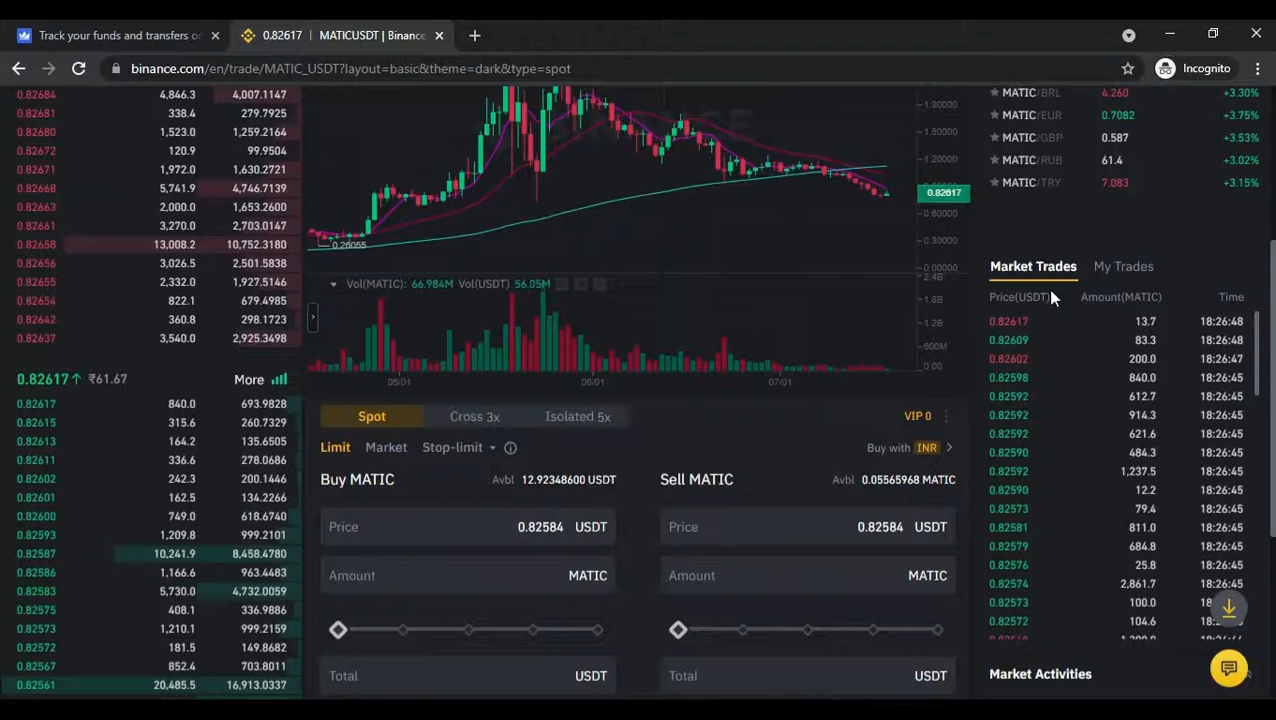 Track your funds and transfers or
0.82617 | MATICUSDT | Binance
binance.com/en/trade/MATIC_USDT?layout=basic&theme=dark&type=spot
Incognito
0.82684 4,846.3 4,007.1147
0.82681 338.4 279.7925
0.82680 1,523.0 1,259.2164
0.82672 120.9 99.9504
0.82671 1,972.0 1,630.2721
0.82668 5,741.9 4,746.7139
0.82663 2,000.0 1,653.2600
0.82661 3,270.0 2,703.0147
0.82658 13,008.2 10,752.3180
0.82656 3,026.5 2,501.5838
0.82655 2,332.0 1,927.5146
0.82654 822.1 679.4985
0.82642 360.8 298.1723
0.82637 3,540.0 2,925.3498
0.82617↑ ₹61.67 More
0.82617 840.0 693.9828
0.82615 315.6 260.7329
0.82613 164.2 135.6505
0.82611 336.6 278.0686
0.82602 242.3 200.1446
0.82601 162.5 134.2266
0.82600 749.0 618.6740
0.82593 1,209.8 999.2101
0.82587 10,241.9 8,458.4780
0.82586 1,166.6 963.4483
0.82583 5,730.0 4,732.0059
0.82575 408.1 336.9886
0.82573 1,210.1 999.2159
0.82572 181.5 149.8682
0.82567 852.4 703.8011
0.82561 20,485.5 16,913.0337
1.80000
1.50000
1.20000
0.82617
0.60000
0.30000
0.00000
0.26055
Vol(MATIC): 66.984M Vol(USDT) 56.05M
2.4B
1.8B
1.2B
600M
0.00
05/01 06/01 07/01
Spot Cross 3x Isolated 5x VIP 0
Limit Market Stop-limit Buy with INR
Buy MATIC Avbl 12.92348600 USDT
Price 0.82584 USDT
Amount MATIC
Total USDT
Sell MATIC Avbl 0.05565968 MATIC
Price 0.82584 USDT
Amount MATIC
Total USDT
MATIC/BRL 4.260 +3.30%
MATIC/EUR 0.7082 +3.75%
MATIC/GBP 0.587 +3.53%
MATIC/RUB 61.4 +3.02%
MATIC/TRY 7.083 +3.15%
Market Trades My Trades
Price(USDT) Amount(MATIC) Time
0.82617 13.7 18:26:48
0.82609 83.3 18:26:48
0.82602 200.0 18:26:47
0.82598 840.0 18:26:45
0.82592 612.7 18:26:45
0.82592 914.3 18:26:45
0.82592 621.6 18:26:45
0.82590 484.3 18:26:45
0.82592 1,237.5 18:26:45
0.82590 12.2 18:26:45
0.82573 79.4 18:26:45
0.82581 811.0 18:26:45
0.82579 684.8 18:26:45
0.82576 25.8 18:26:45
0.82574 2,861.7 18:26:45
0.82573 100.0
0.82572 104.6
Market Activities